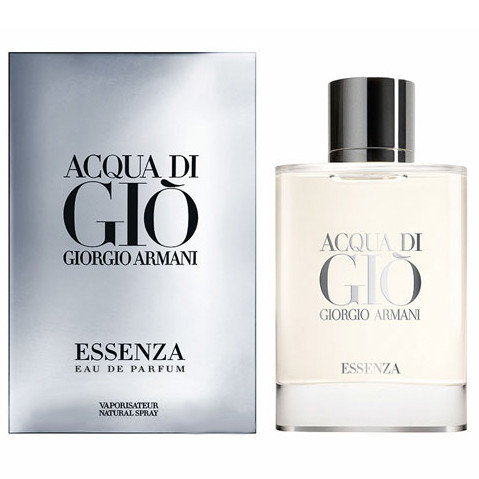 ACQUA DI
GIÒ
GIORGIO ARMANI
ESSENZA
EAU DE PARFUM
VAPORISATEUR
NATURAL SPRAY
ACQUA DI
GIÒ
GIORGIO ARMANI
ESSENZA